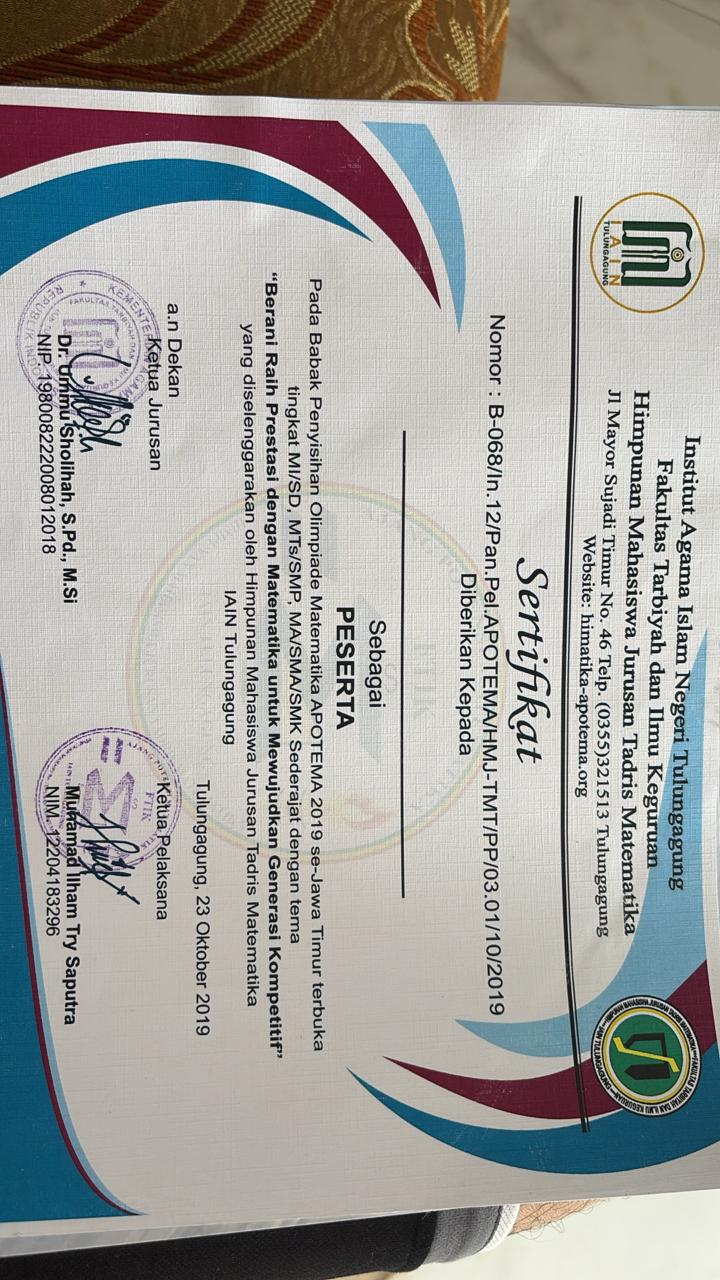 IAIN
TULUNGAGUNG
Institut Agama Islam Negeri Tulungagung
Fakultas Tarbiyah dan Ilmu Keguruan
Himpunan Mahasiswa Jurusan Tadris Matematika
Jl Mayor Sujadi Timur No. 46 Telp. (0355)321513 Tulungagung
Website: himatika-apotema.org
Sertifikat
Nomor : B-068/In.12/Pan.Pel.APOTEMA/HMJ-TMT/PP/03.01/10/2019
Diberikan Kepada
Sebagai
PESERTA
Pada Babak Penyisihan Olimpiade Matematika APOTEMA 2019 se-Jawa Timur terbuka
tingkat MI/SD, MTs/SMP, MA/SMA/SMK Sederajat dengan tema
“Berani Raih Prestasi dengan Matematika untuk Mewujudkan Generasi Kompetitif”
yang diselenggarakan oleh Himpunan Mahasiswa Jurusan Tadris Matematika
IAIN Tulungagung
Tulungagung, 23 Oktober 2019
a.n Dekan
Ketua Jurusan
Dr. Ummu Sholihah, S.Pd., M.Si
NIP. 198008222008012018
Ketua Pelaksana
Muhamad Ilham Try Saputra
NIM. 12204183296